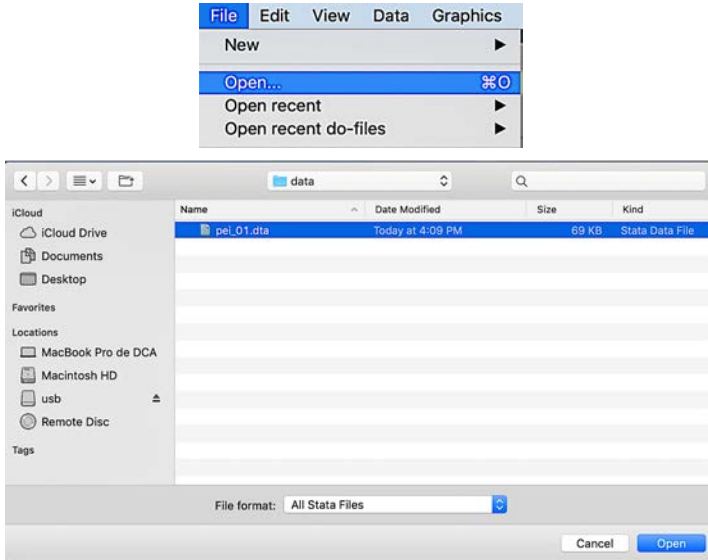 File Edit View Data Graphics
New
Open... ⌘O
Open recent
Open recent do-files
data
iCloud
iCloud Drive
Documents
Desktop
Favorites
Locations
MacBook Pro de DCA
Macintosh HD
usb
Remote Disc
Tags
Name Date Modified Size Kind
pei_01.dta Today at 4:09 PM 69 KB Stata Data File
File format: All Stata Files
Cancel Open